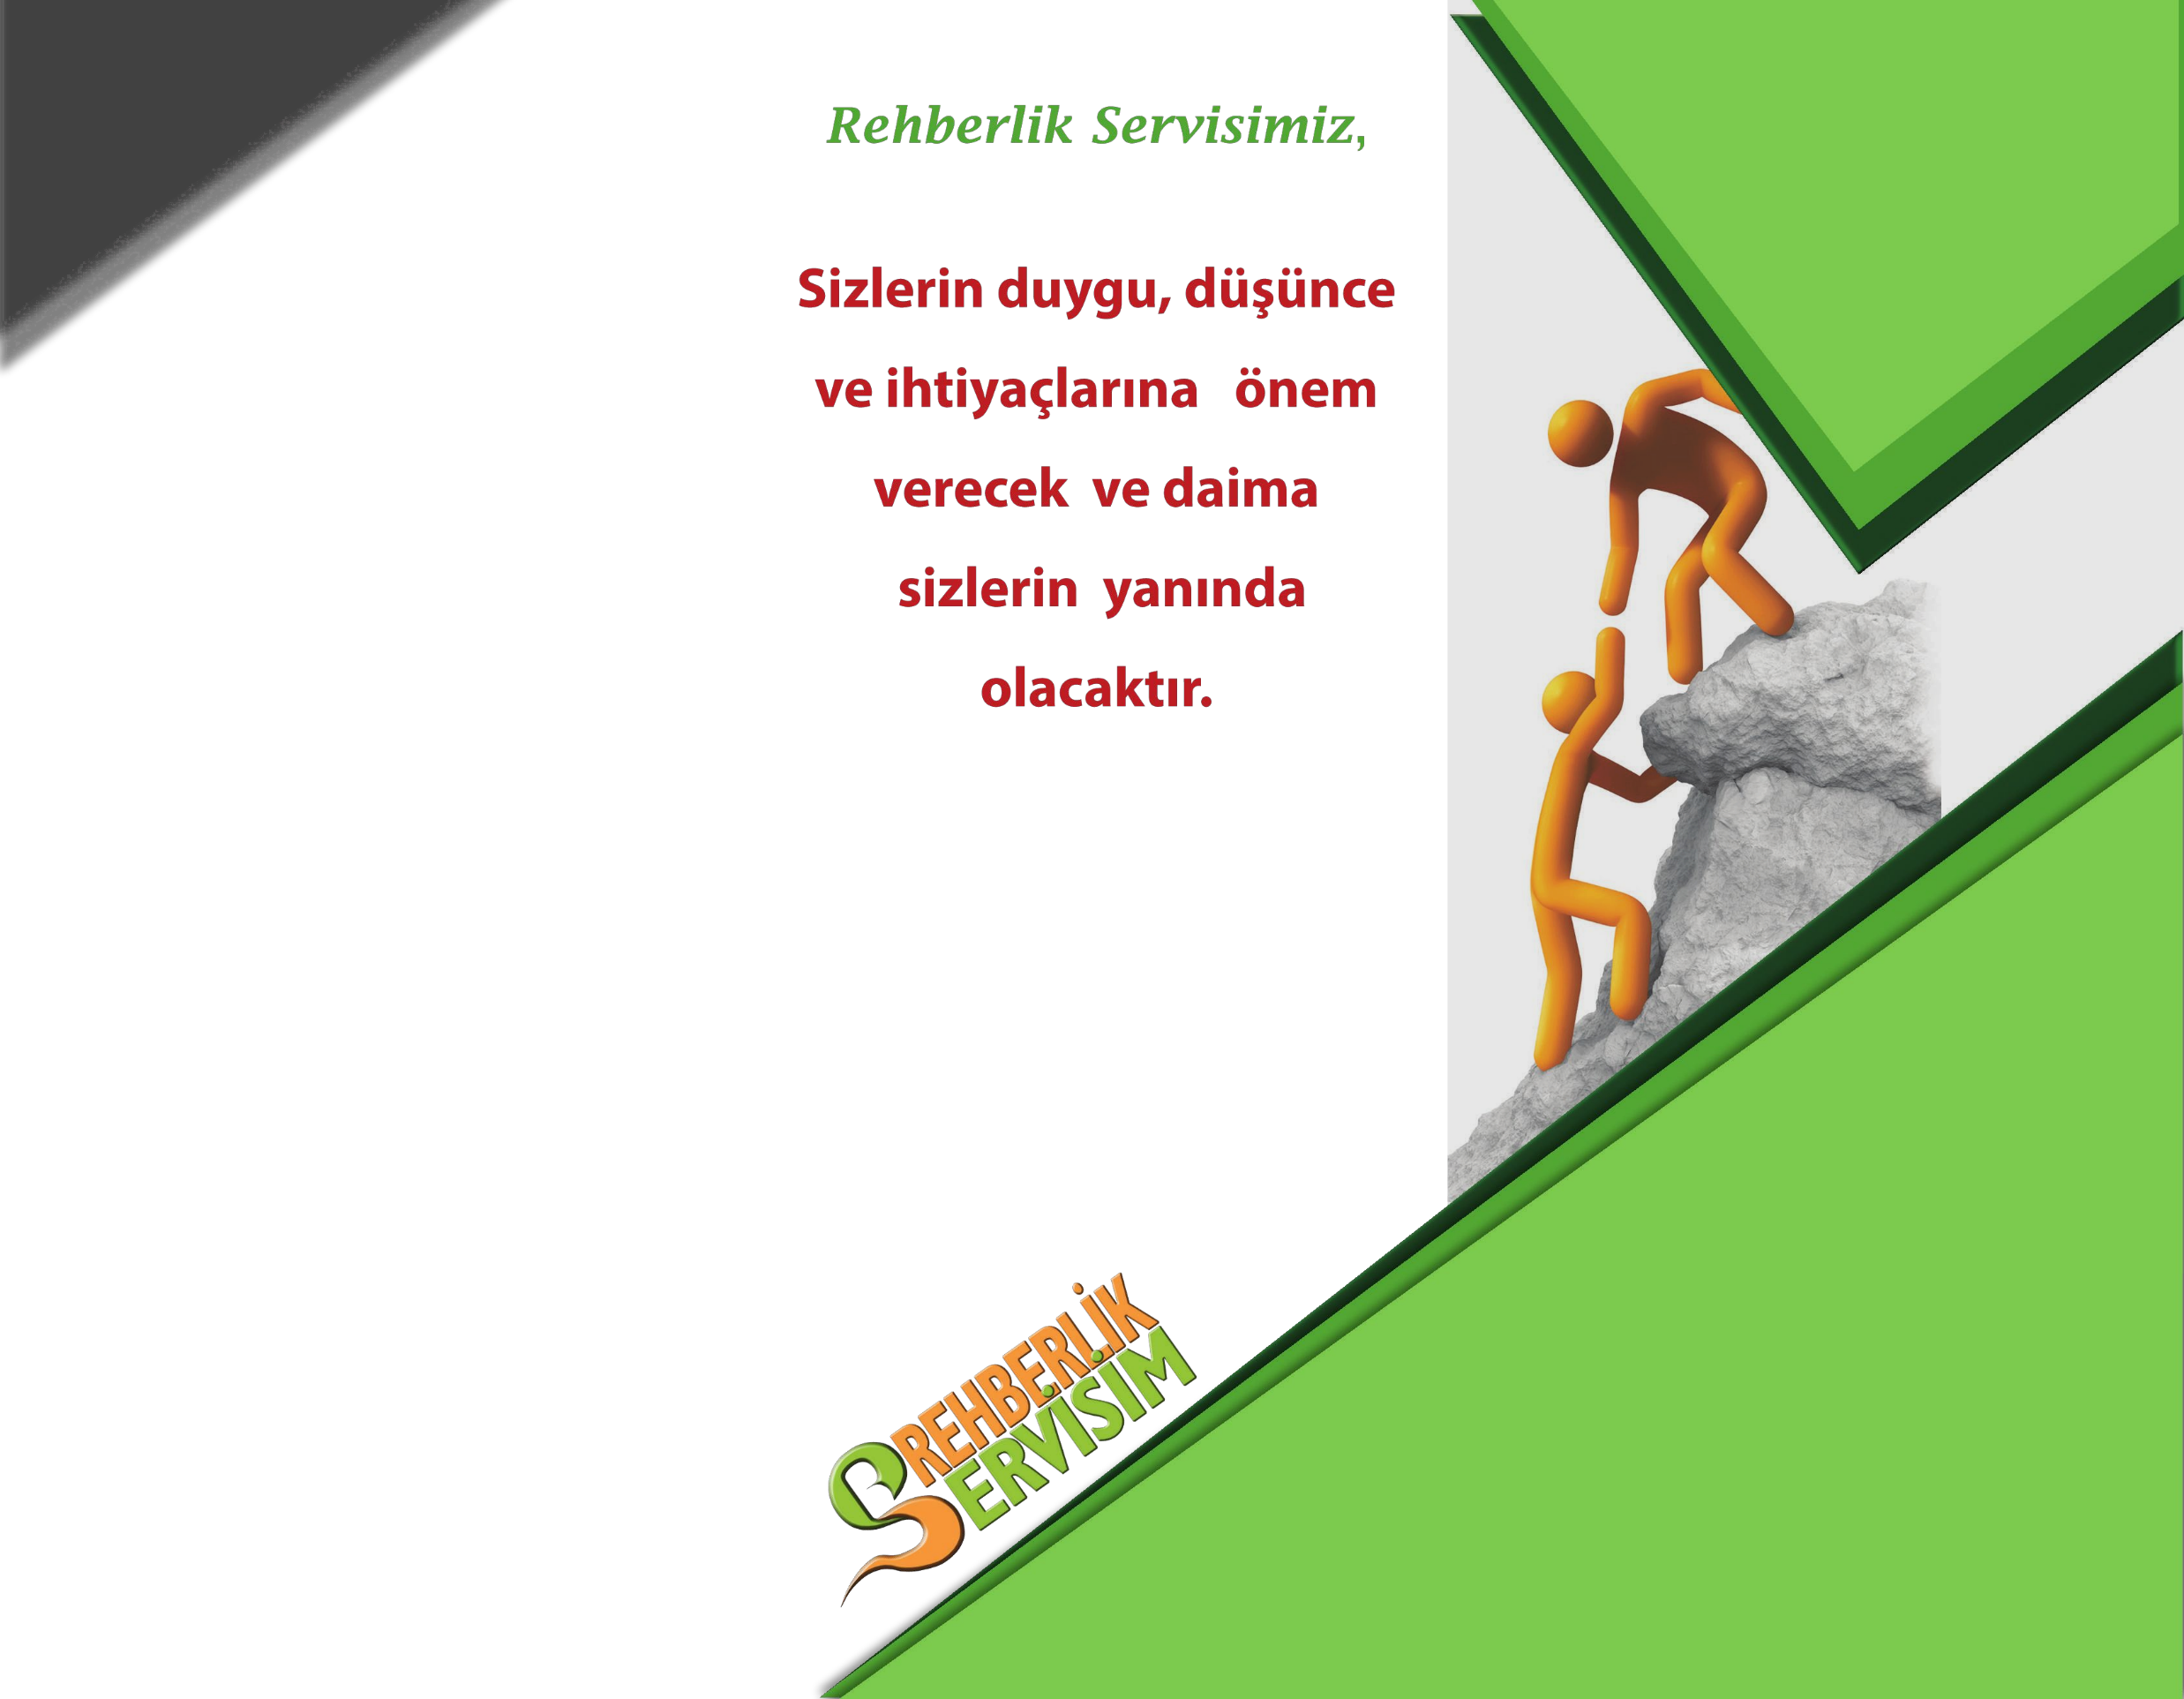 Rehberlik Servisimiz,
Sizlerin duygu, düşünce
ve ihtiyaçlarına önem
verecek ve daima
sizlerin yanında
olacaktır.
REHBERLİK
SERVİSİM